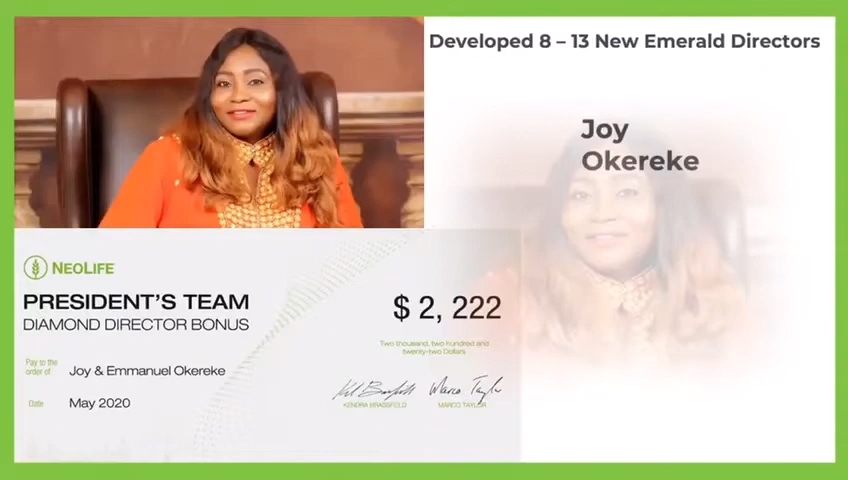 Developed 8 – 13 New Emerald Directors
Joy
Okereke
NEOLIFE
PRESIDENT'S TEAM
DIAMOND DIRECTOR BONUS
$ 2, 222
Two thousand, two hundred and
twenty-two Dollars
Pay to the
order of
Joy & Emmanuel Okereke
Date
May 2020
KENDRA BRASSFIELD
MARCO TAYLOR